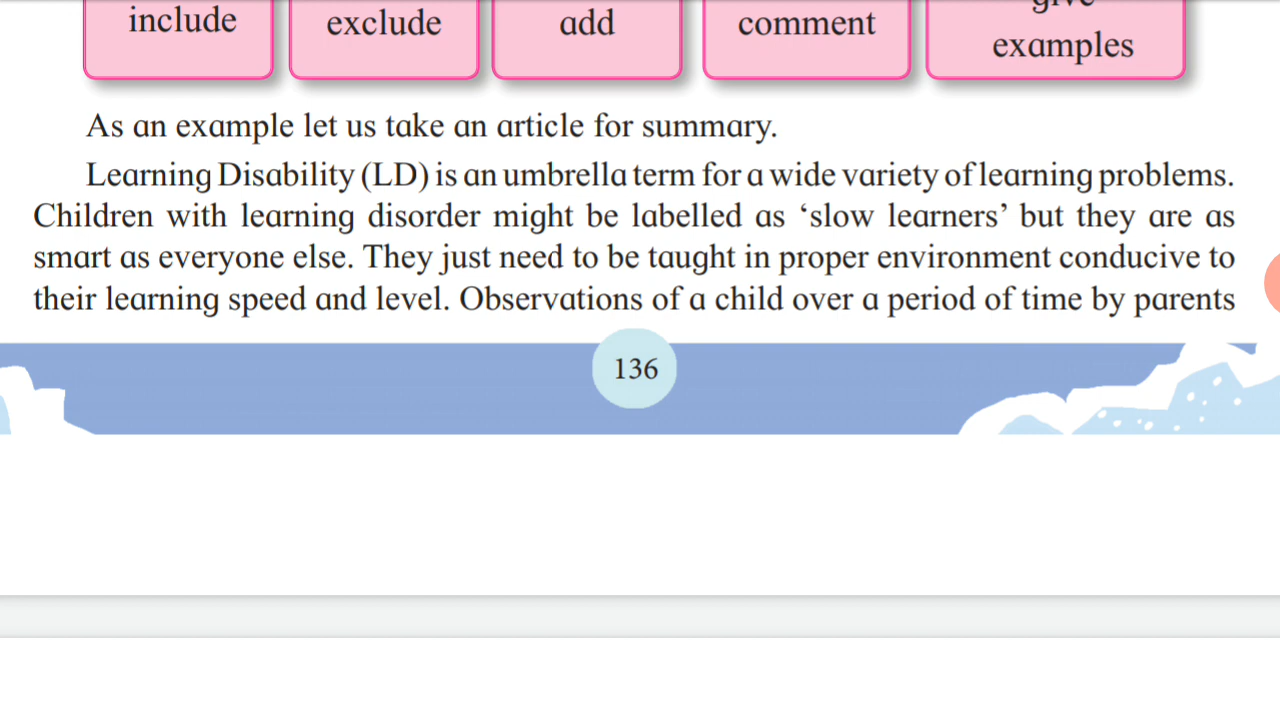 include exclude add comment give
examples
As an example let us take an article for summary.
Learning Disability (LD) is an umbrella term for a wide variety of learning problems.
Children with learning disorder might be labelled as ‘slow learners’ but they are as
smart as everyone else. They just need to be taught in proper environment conducive to
their learning speed and level. Observations of a child over a period of time by parents
136